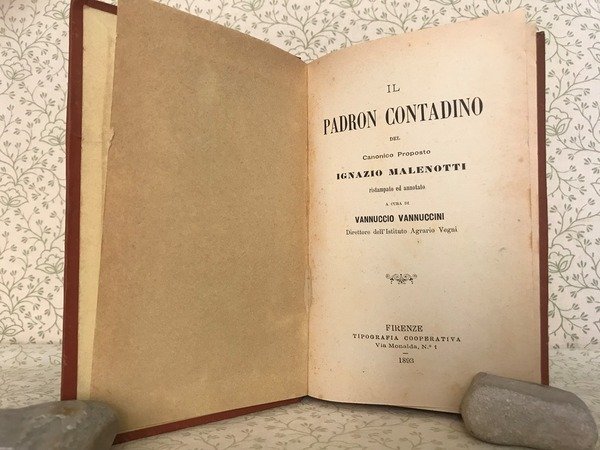 IL
PADRON CONTADINO
DEL
Canonico Proposto
IGNAZIO MALENOTTI
ristampato ed annotato
A CURA DI
VANNUCCIO VANNUCCINI
Direttore dell'Istituto Agrario Vegni
FIRENZE
TIPOGRAFIA COOPERATIVA
Via Monalda, N.° 1
—
1893